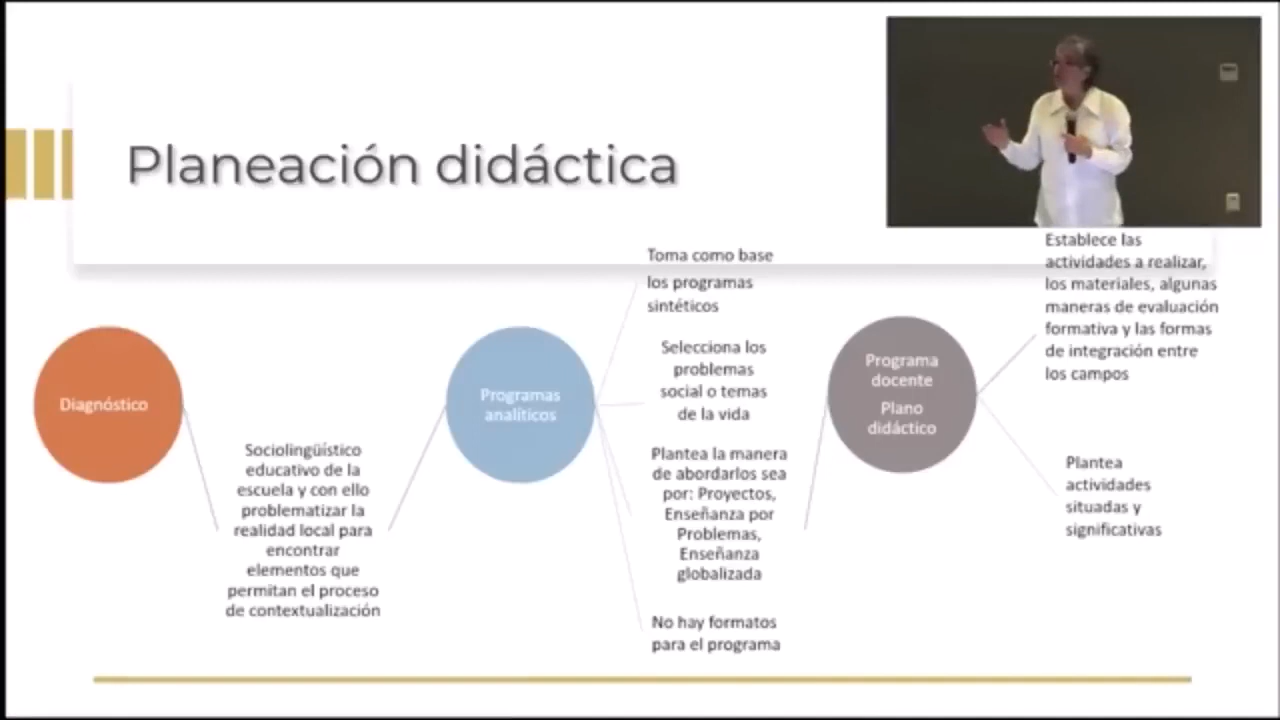 Planeación didáctica
Diagnóstico
Sociolingüístico
educativo de la
escuela y con ello
problematizar la
realidad local para
encontrar
elementos que
permitan el proceso
de contextualización
Programas
analíticos
Toma como base
los programas
sintéticos
Selecciona los
problemas
social o temas
de la vida
Plantea la manera
de abordarlos sea
por: Proyectos,
Enseñanza por
Problemas,
Enseñanza
globalizada
No hay formatos
para el programa
Programa
docente
Plano
didáctico
Establece las
actividades a realizar,
los materiales, algunas
maneras de evaluación
formativa y las formas
de integración entre
los campos
Plantea
actividades
situadas y
significativas